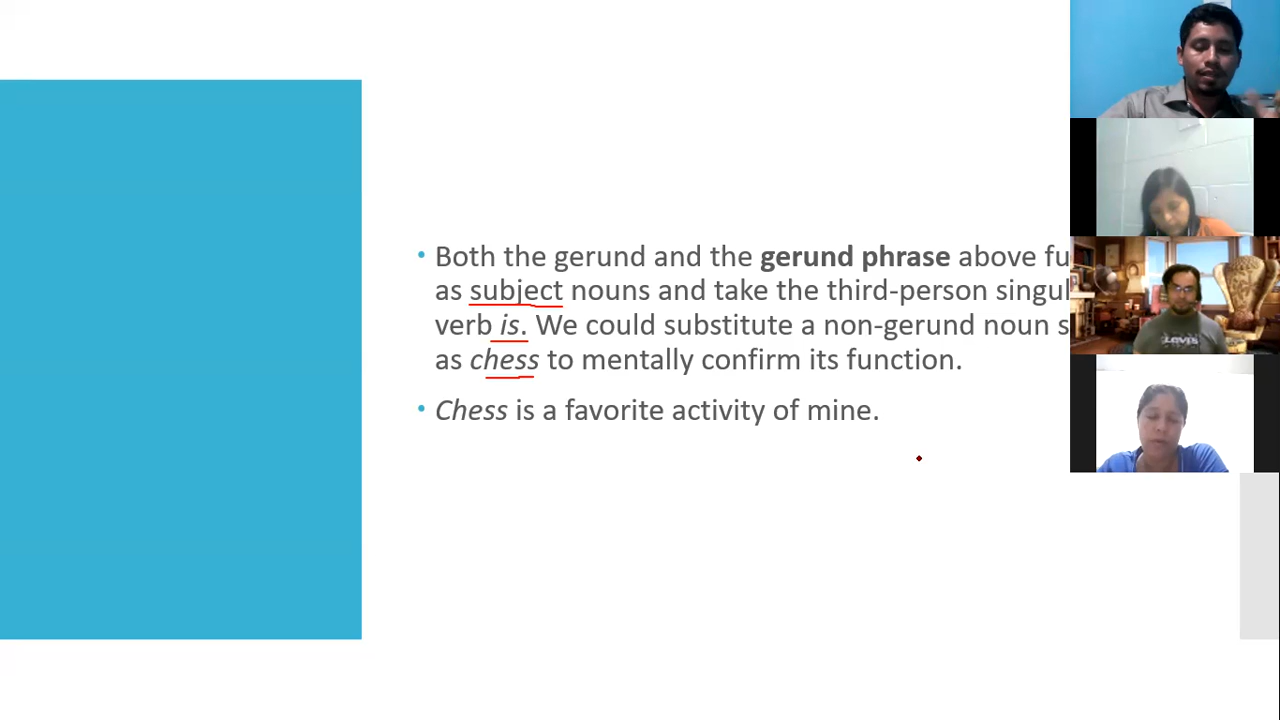 Both the gerund and the gerund phrase above fu
as subject nouns and take the third-person singul
verb is. We could substitute a non-gerund noun s
as chess to mentally confirm its function.
Chess is a favorite activity of mine.
Levi's